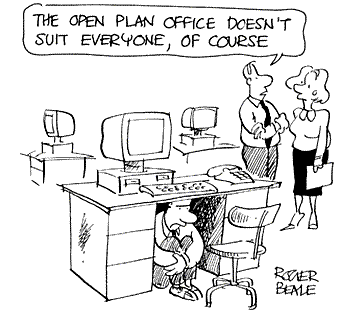 THE OPEN PLAN OFFICE DOESN'T
SUIT EVERYONE, OF COURSE
ROGER
BEALE